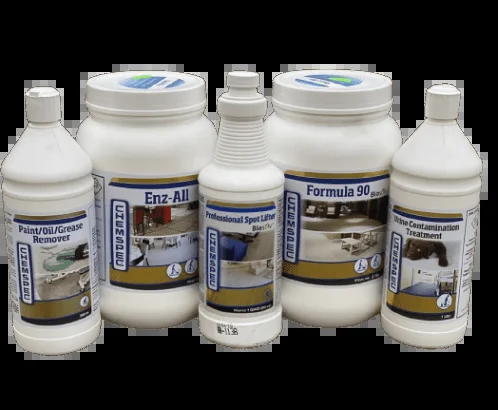 Paint/Oil/Grease
Remover
CHEMSPEC
Enz-All
CHEMSPEC
Professional Spot Lifter
CHEMSPEC
Formula 90
CHEMSPEC
Urine Contamination
Treatment
CHEMSPEC